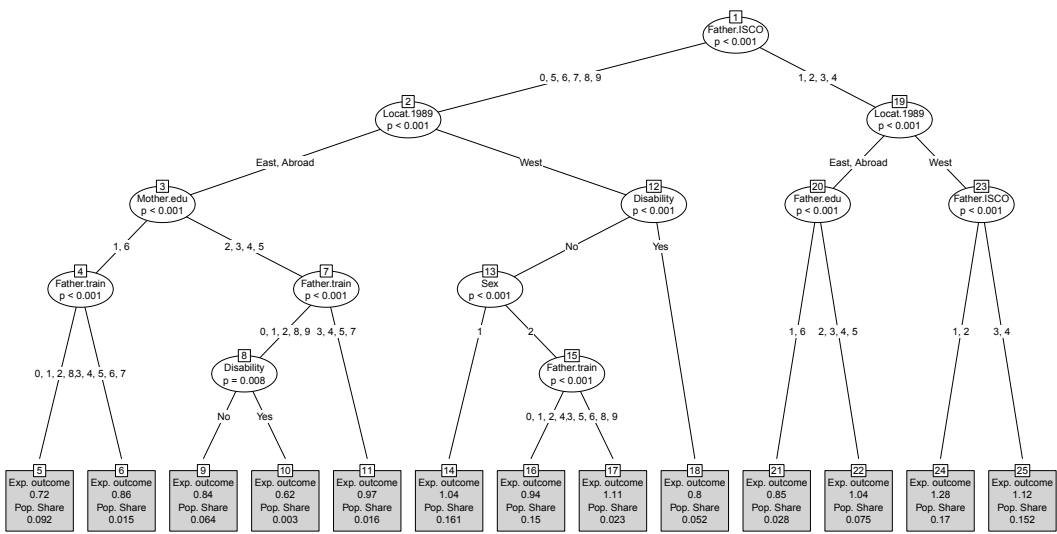 1
Father.ISCO
p < 0.001
0, 5, 6, 7, 8, 9
1, 2, 3, 4
2
Locat.1989
p < 0.001
19
Locat.1989
p < 0.001
East, Abroad
West
East, Abroad
West
3
Mother.edu
p < 0.001
12
Disability
p < 0.001
20
Father.edu
p < 0.001
23
Father.ISCO
p < 0.001
1, 6
2, 3, 4, 5
No
Yes
4
Father.train
p < 0.001
7
Father.train
p < 0.001
13
Sex
p < 0.001
0, 1, 2, 8, 9
3, 4, 5, 7
1
2
1, 6
2, 3, 4, 5
1, 2
3, 4
8
Disability
p = 0.008
15
Father.train
p < 0.001
0, 1, 2, 8
3, 4, 5, 6, 7
No
Yes
0, 1, 2, 4
3, 5, 6, 8, 9
5
Exp. outcome
0.72
Pop. Share
0.092
6
Exp. outcome
0.86
Pop. Share
0.015
9
Exp. outcome
0.84
Pop. Share
0.064
10
Exp. outcome
0.62
Pop. Share
0.003
11
Exp. outcome
0.97
Pop. Share
0.016
14
Exp. outcome
1.04
Pop. Share
0.161
16
Exp. outcome
0.94
Pop. Share
0.15
17
Exp. outcome
1.11
Pop. Share
0.023
18
Exp. outcome
0.8
Pop. Share
0.052
21
Exp. outcome
0.85
Pop. Share
0.028
22
Exp. outcome
1.04
Pop. Share
0.075
24
Exp. outcome
1.28
Pop. Share
0.17
25
Exp. outcome
1.12
Pop. Share
0.152